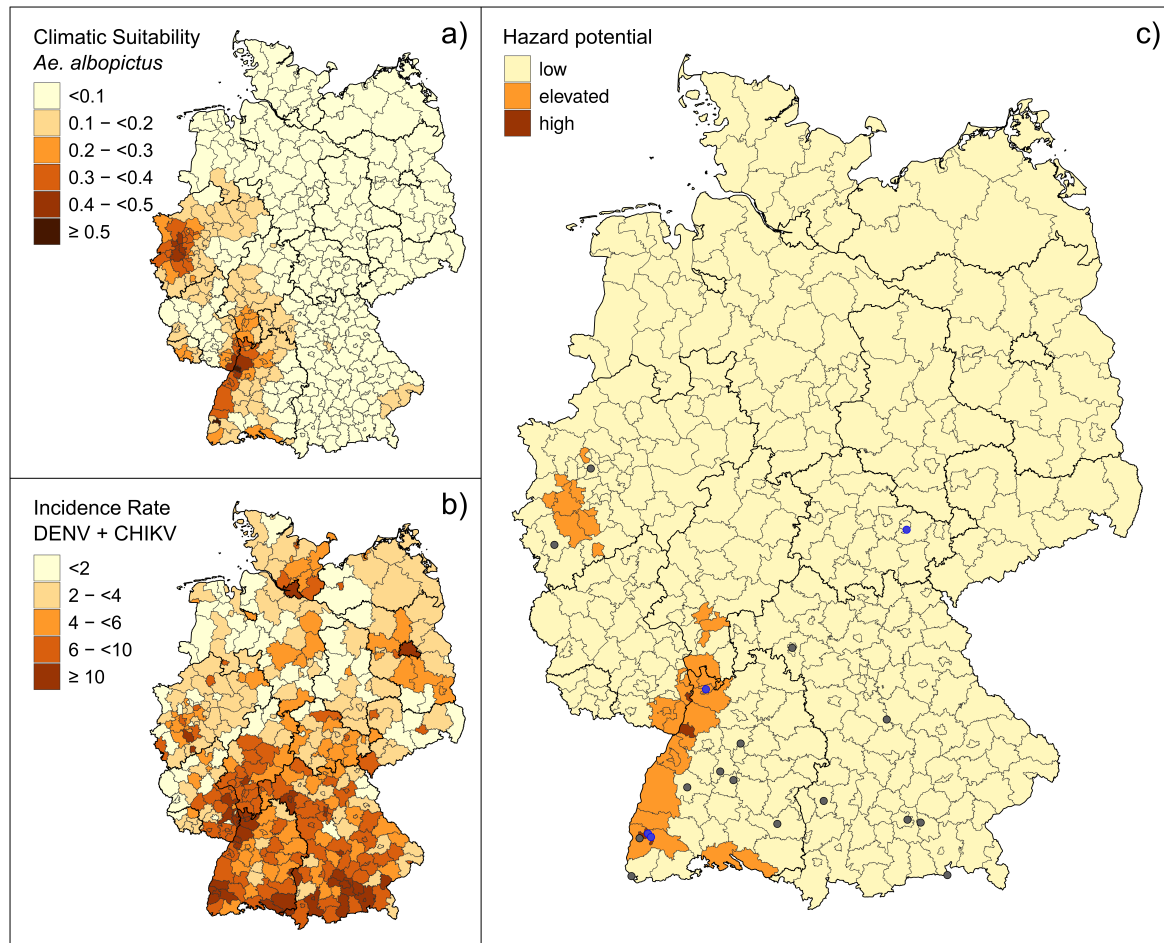 a)
Climatic Suitability
Ae. albopictus
<0.1
0.1 − <0.2
0.2 − <0.3
0.3 − <0.4
0.4 − <0.5
≥ 0.5
b)
Incidence Rate
DENV + CHIKV
<2
2 − <4
4 − <6
6 − <10
≥ 10
c)
Hazard potential
low
elevated
high